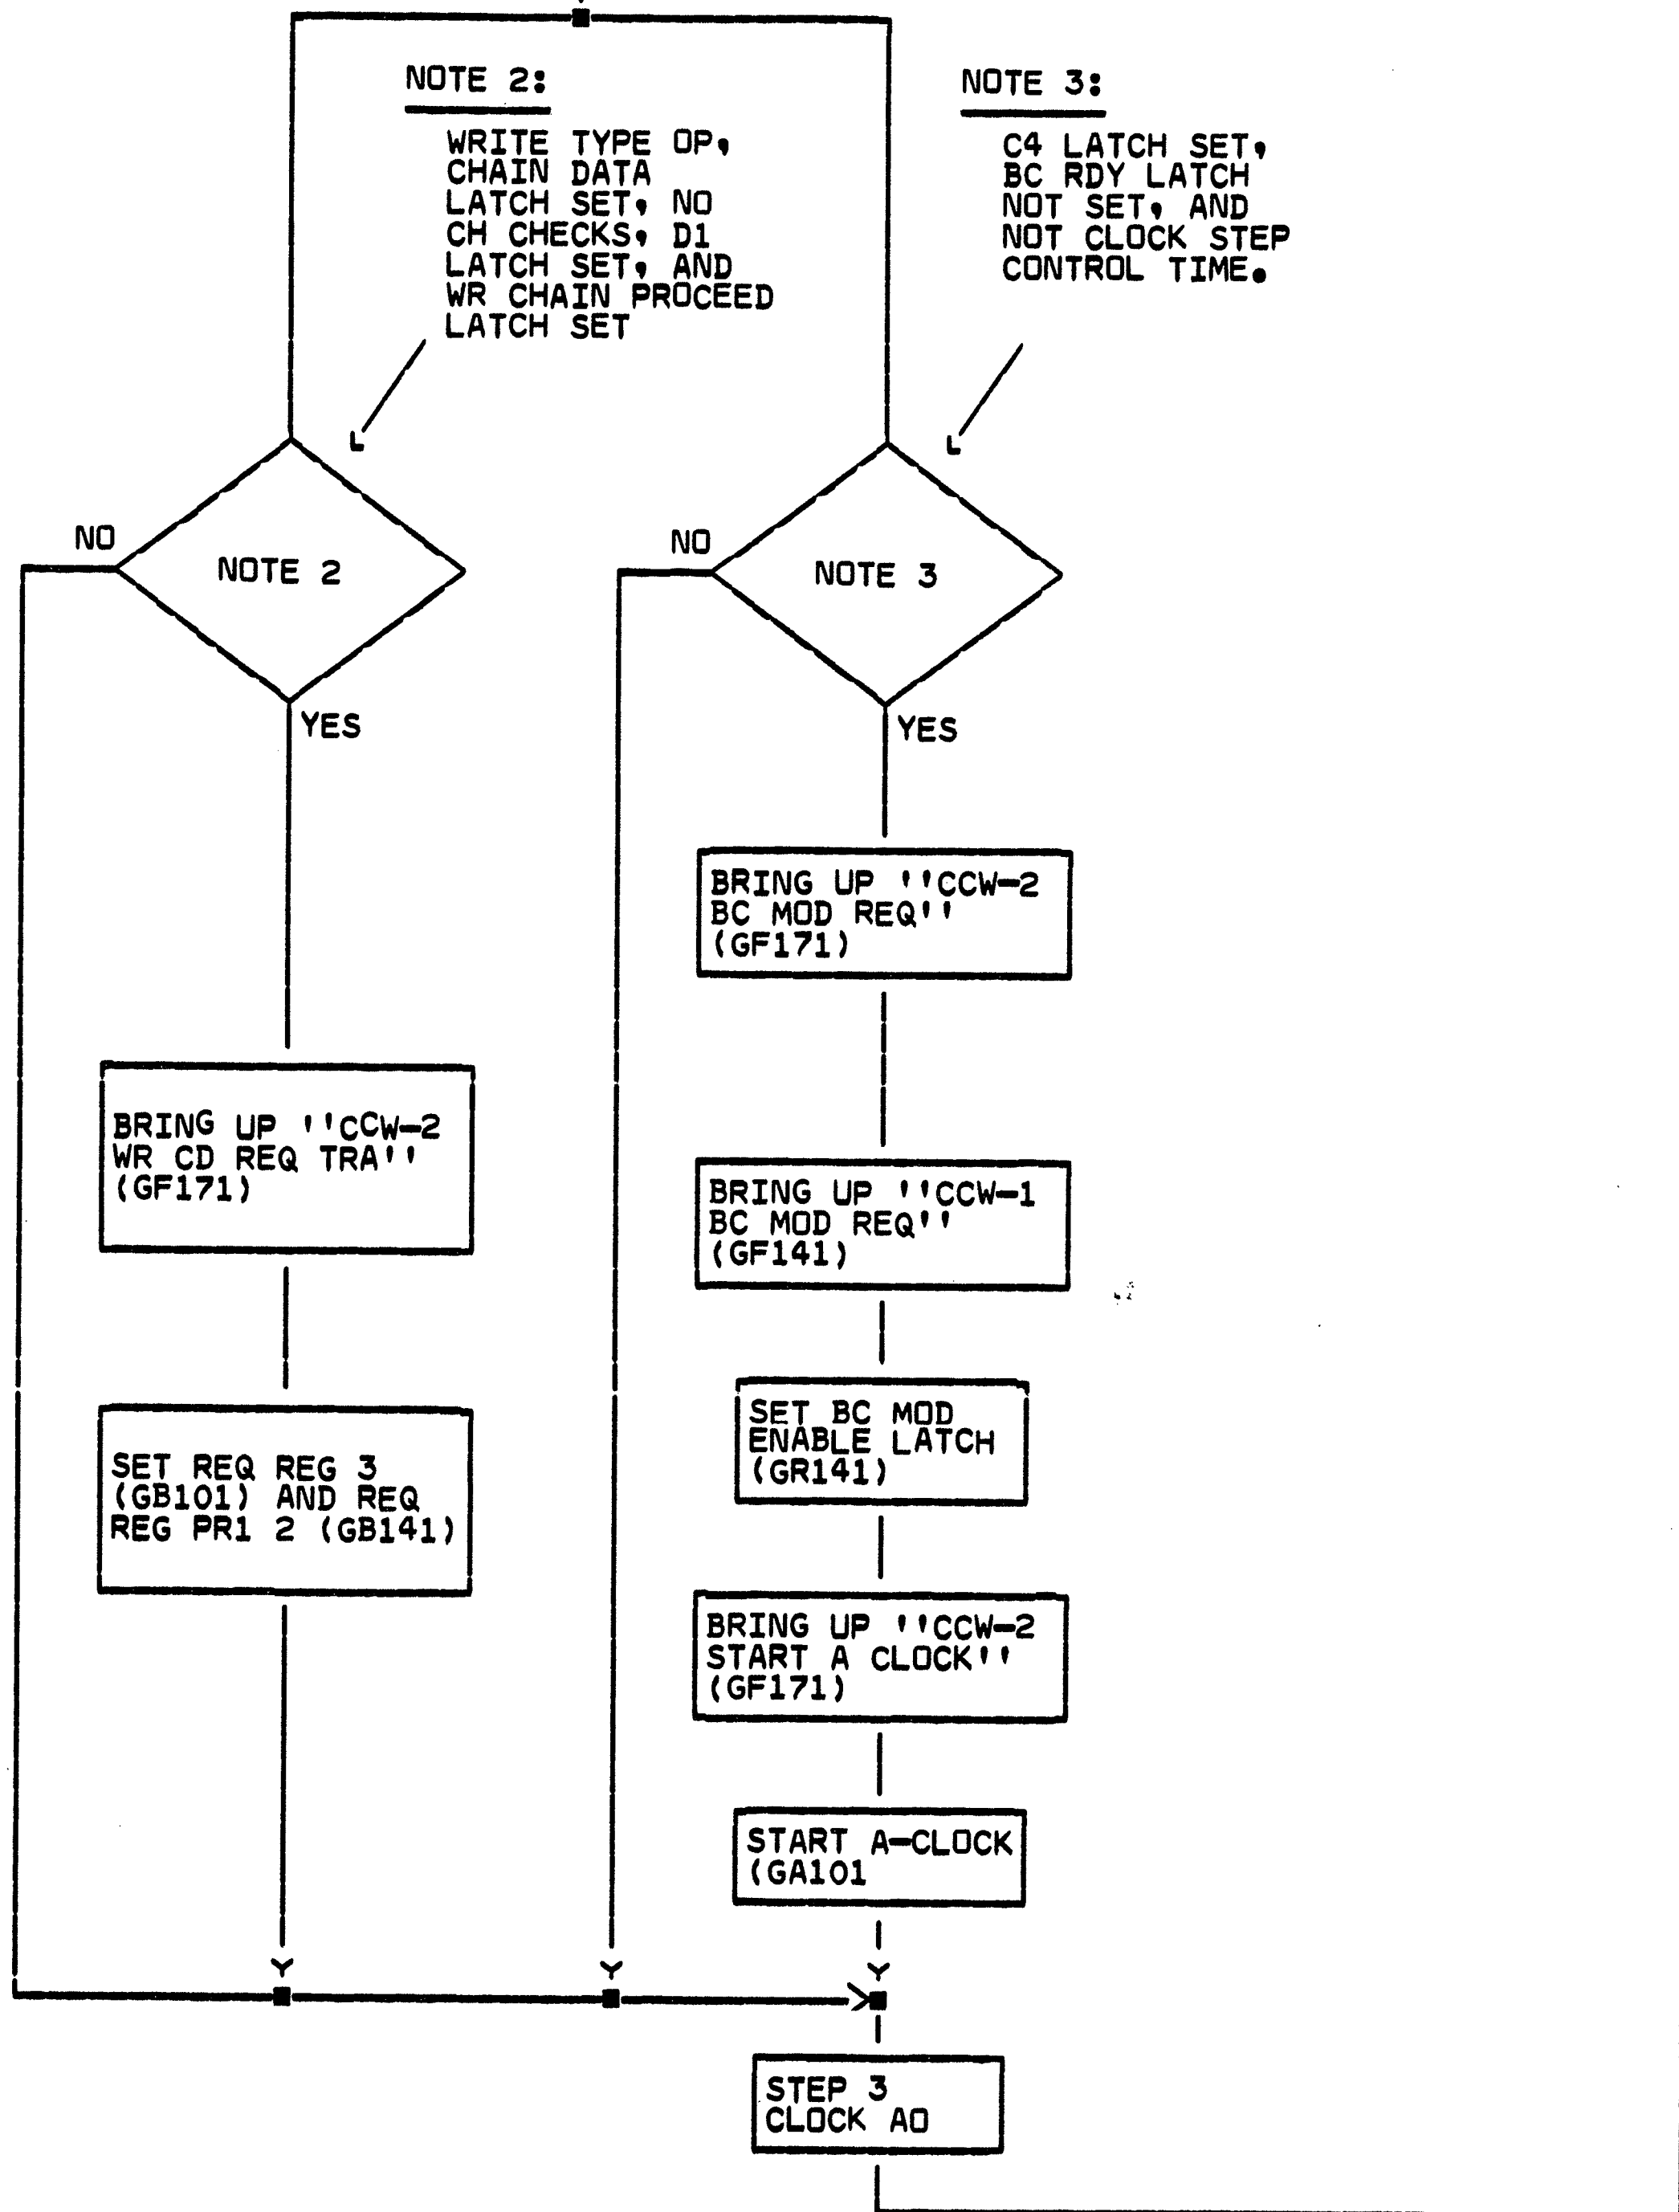 NOTE 2:
WRITE TYPE OP,
CHAIN DATA
LATCH SET, NO
CH CHECKS, D1
LATCH SET, AND
WR CHAIN PROCEED
LATCH SET
NOTE 3:
C4 LATCH SET,
BC RDY LATCH
NOT SET, AND
NOT CLOCK STEP
CONTROL TIME.
NO
NOTE 2
YES
NO
NOTE 3
YES
BRING UP ''CCW-2
WR CD REQ TRA''
(GF171)
SET REQ REG 3
(GB101) AND REQ
REG PR1 2 (GB141)
BRING UP ''CCW-2
BC MOD REQ''
(GF171)
BRING UP ''CCW-1
BC MOD REQ''
(GF141)
SET BC MOD
ENABLE LATCH
(GR141)
BRING UP ''CCW-2
START A CLOCK''
(GF171)
START A-CLOCK
(GA101
STEP 3
CLOCK A0